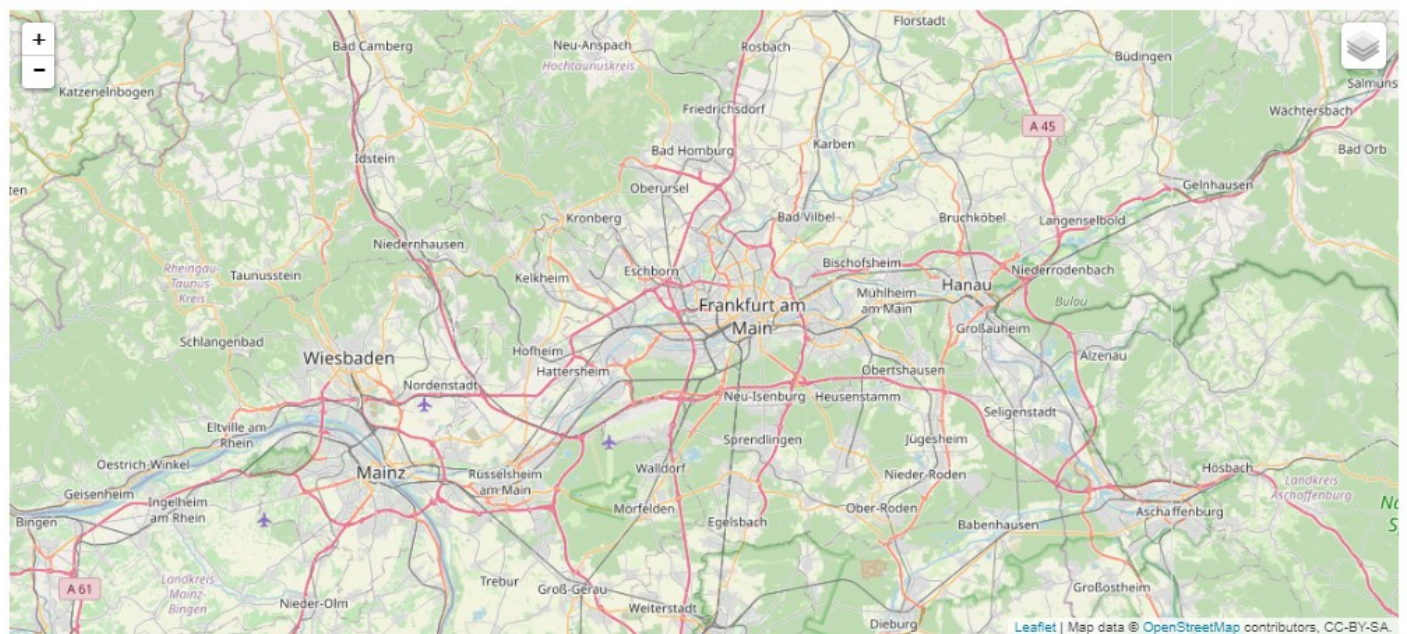 +
−
Florstadt
Bad Camberg
Neu-Anspach
Rosbach
Hochtaunuskreis
Büdingen
Katzenelnbogen
Salmüns
Friedrichsdorf
Wächtersbach
A 45
Karben
Bad Homburg
Bad Orb
Idstein
ten
Oberursel
Gelnhausen
Kronberg
Bad Vilbel
Bruchköbel
Langenselbold
Niedernhausen
Rheingau-
Taunus-
Kreis
Taunusstein
Kelkheim
Eschborn
Bischofsheim
Niederrodenbach
Hanau
Mühlheim
am Main
Bulau
Frankfurt am
Main
Großauheim
Schlangenbad
Wiesbaden
Hofheim
Alzenau
Hattersheim
Obertshausen
Nordenstadt
Neu-Isenburg
Heusenstamm
Seligenstadt
Eltville am
Rhein
Sprendlingen
Jügesheim
Oestrich-Winkel
Mainz
Rüsselsheim
am Main
Walldorf
Nieder-Roden
Hösbach
Landkreis
Aschaffenburg
Geisenheim
Ingelheim
am Rhein
Mörfelden
Ober-Roden
Bingen
Egelsbach
Babenhausen
Aschaffenburg
Na
S
A 61
Landkreis
Mainz-
Bingen
Trebur
Groß-Gerau
Großostheim
Nieder-Olm
Weiterstadt
Dieburg
Leaflet | Map data © OpenStreetMap contributors, CC-BY-SA.